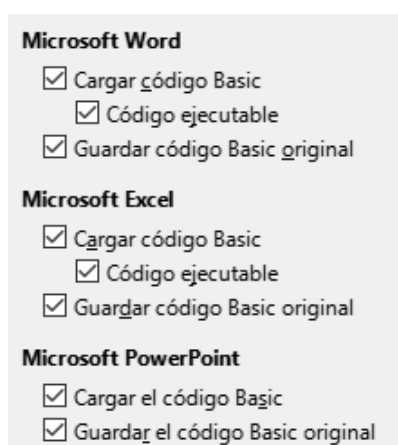 Microsoft Word
Cargar código Basic
Código ejecutable
Guardar código Basic original
Microsoft Excel
Cargar código Basic
Código ejecutable
Guardar código Basic original
Microsoft PowerPoint
Cargar el código Basic
Guardar el código Basic original